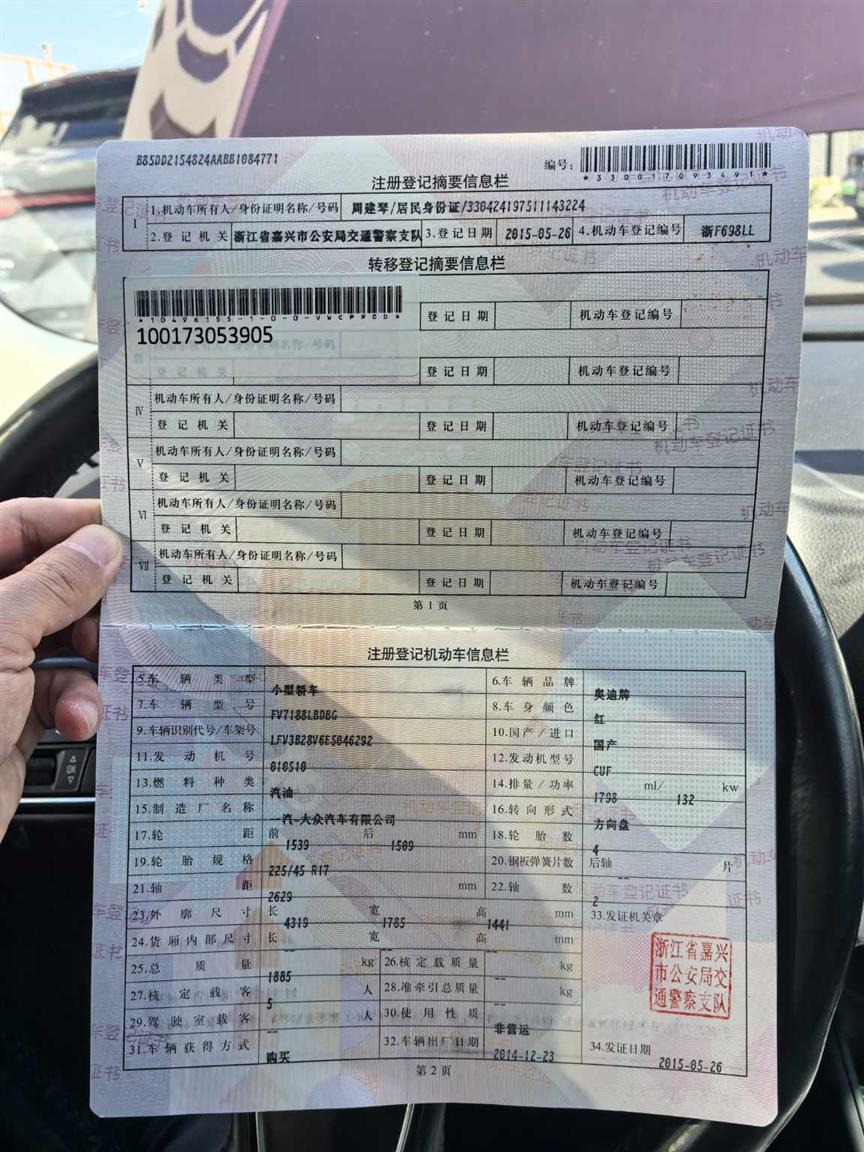 B85DD2154824AABB1084771
编号:
*330017093491*
注册登记摘要信息栏
I
1.机动车所有人/身份证明名称/号码 周建琴/居民身份证/330424197511143224
2.登记机关 浙江省嘉兴市公安局交通警察支队 3.登记日期 2015-05-26 4.机动车登记编号 浙F698LL
转移登记摘要信息栏
100173053905
登记日期 机动车登记编号
机动车所有人/身份证明名称/号码
III 登记机关 登记日期 机动车登记编号
IV 机动车所有人/身份证明名称/号码
登记机关 登记日期 机动车登记编号
V 机动车所有人/身份证明名称/号码
登记机关 登记日期 机动车登记编号
VI 机动车所有人/身份证明名称/号码
登记机关 登记日期 机动车登记编号
VII 机动车所有人/身份证明名称/号码
登记机关 登记日期 机动车登记编号
第1页
注册登记机动车信息栏
5.车辆类型 小型轿车 6.车辆品牌 奥迪牌
7.车辆型号 FV7188LBDBG 8.车身颜色 红
9.车辆识别代号/车架号 LFV3B28V6E5046292 10.国产/进口 国产
11.发动机号 010510 12.发动机型号 CUF
13.燃料种类 汽油 14.排量/功率 1798 ml/ 132 kw
15.制造厂名称 一汽-大众汽车有限公司 16.转向形式 方向盘
17.轮距 前 1539 后 1509 mm 18.轮胎数 4
19.轮胎规格 225/45 R17 20.钢板弹簧片数 后轴 -- 片
21.轴距 2629 mm 22.轴数 2
23.外廓尺寸 长 4319 宽 1785 高 1441 mm 33.发证机关章
24.货厢内部尺寸 长 -- 宽 -- 高 -- mm
浙江省嘉兴
市公安局交
通警察支队
25.总质量 1885 kg 26.核定载质量 -- kg
27.核定载客 5 人 28.准牵引总质量 -- kg
29.驾驶室载客 -- 人 30.使用性质 非营运
31.车辆获得方式 购买 32.车辆出厂日期 2014-12-23 34.发证日期 2015-05-26
第2页
OK